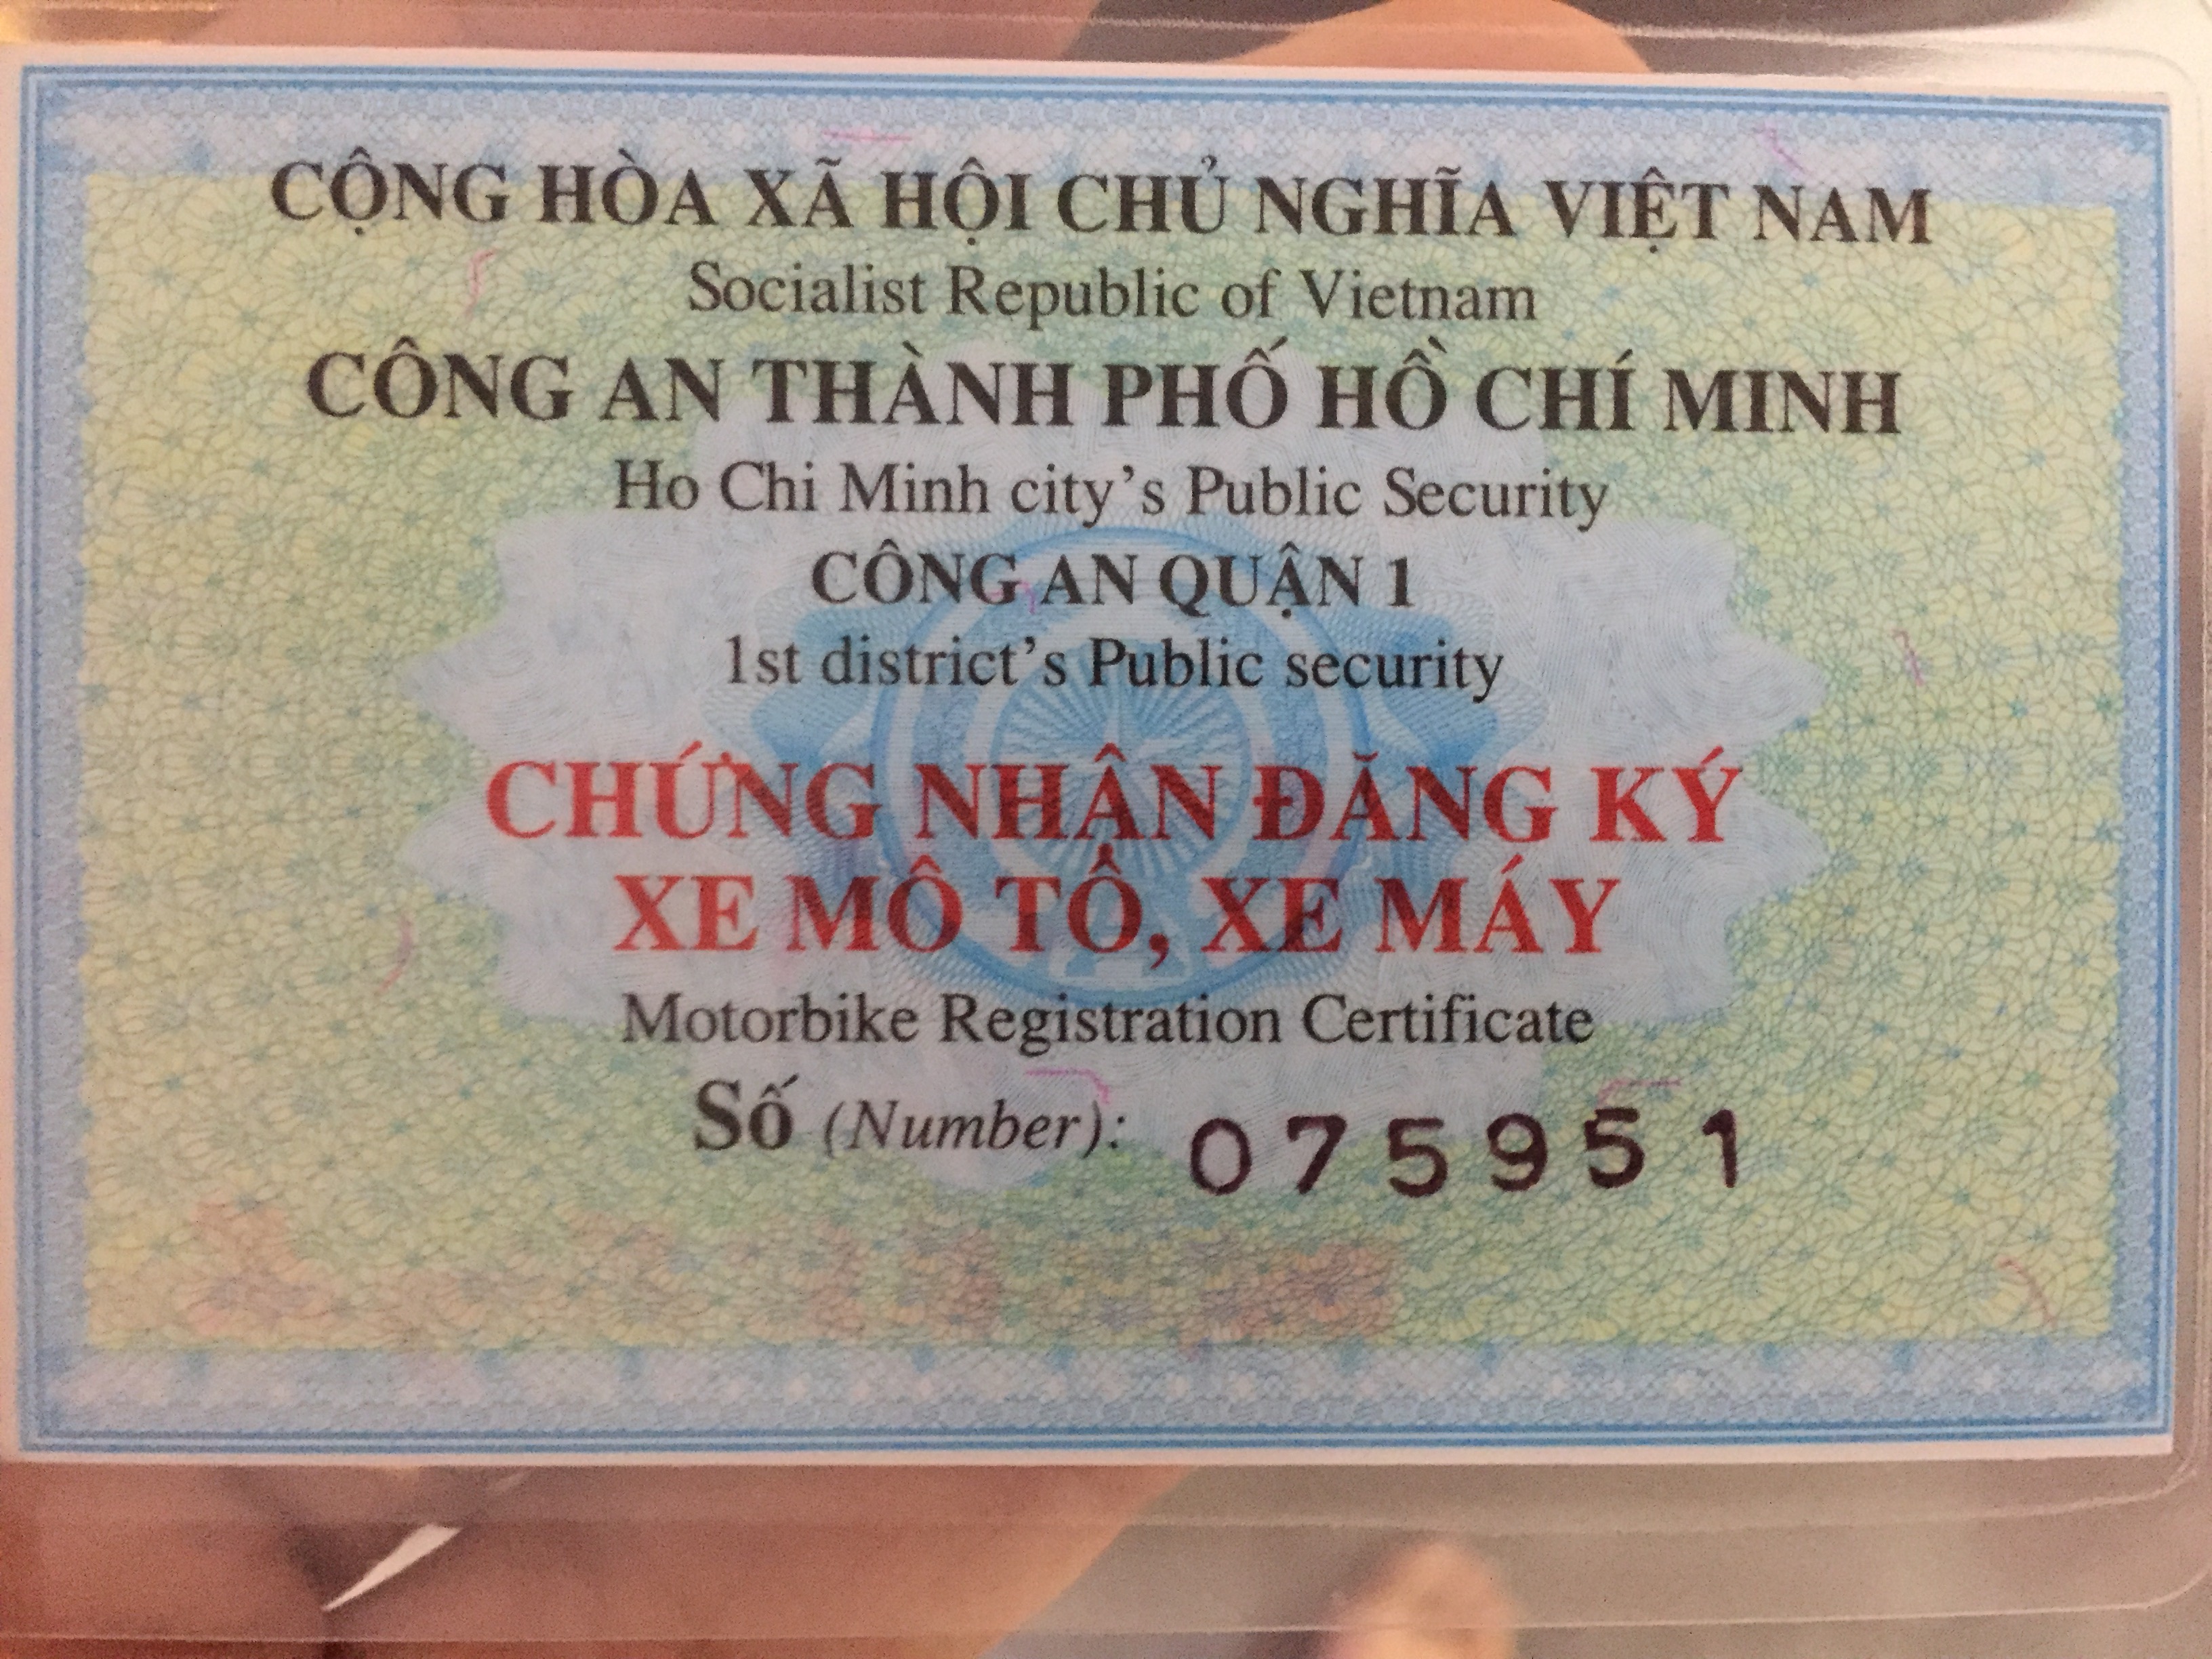 CỘNG HÒA XÃ HỘI CHỦ NGHĨA VIỆT NAM
Socialist Republic of Vietnam
CÔNG AN THÀNH PHỐ HỒ CHÍ MINH
Ho Chi Minh city's Public Security
CÔNG AN QUẬN 1
1st district's Public security
CHỨNG NHẬN ĐĂNG KÝ
XE MÔ TÔ, XE MÁY
Motorbike Registration Certificate
Số (Number): 0759951